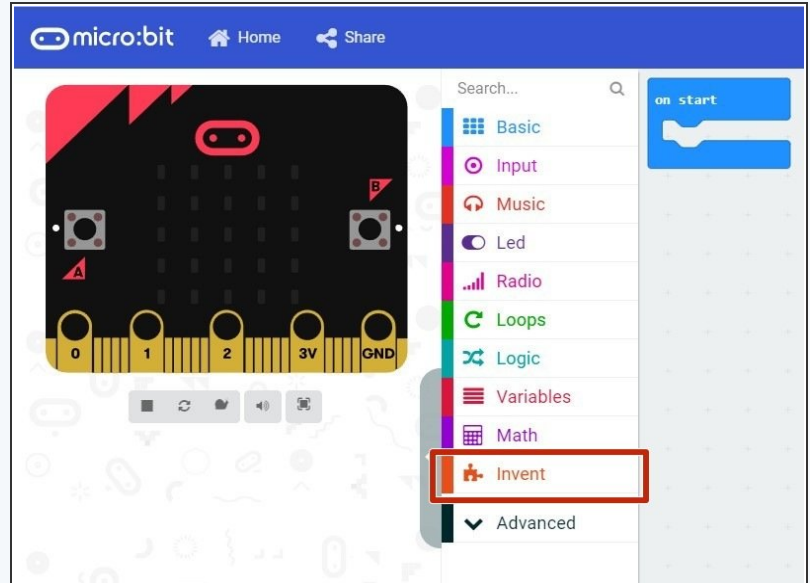 micro:bit Home Share
Search...
Basic
Input
Music
Led
Radio
Loops
Logic
Variables
Math
Invent
Advanced
on start
A
B
0 1 2 3V GND